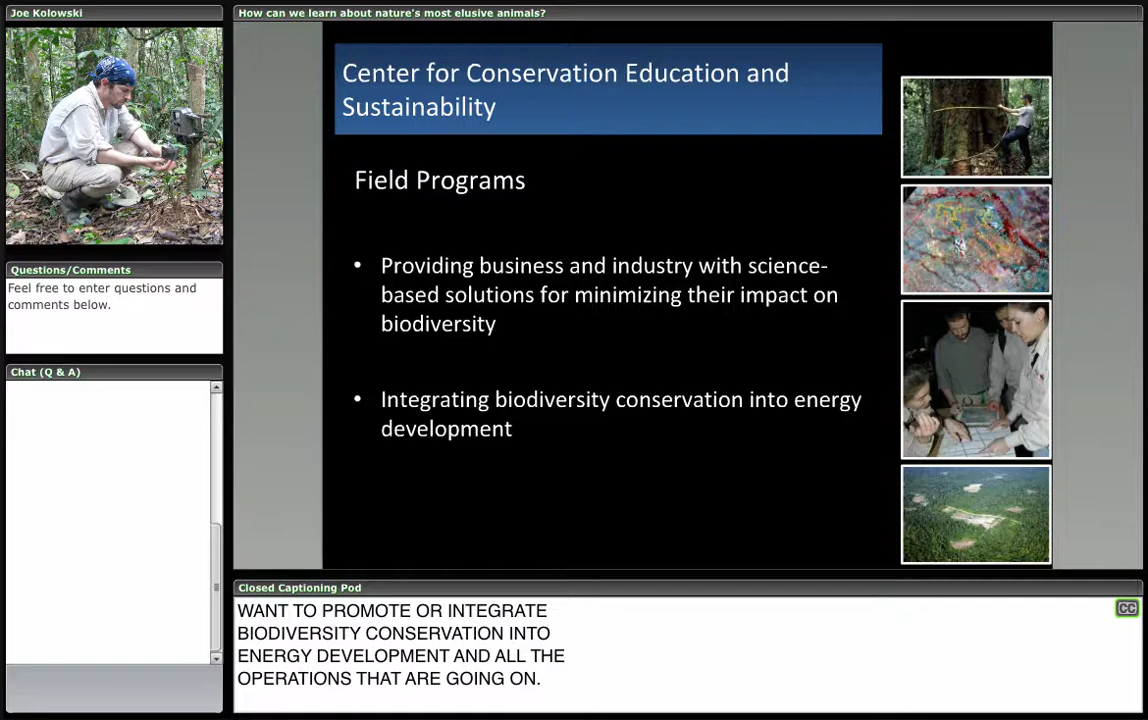 Joe Kolowski
How can we learn about nature's most elusive animals?
Center for Conservation Education and
Sustainability
Field Programs
• Providing business and industry with science-
based solutions for minimizing their impact on
biodiversity
• Integrating biodiversity conservation into energy
development
Questions/Comments
Feel free to enter questions and
comments below.
Chat (Q & A)
Closed Captioning Pod
WANT TO PROMOTE OR INTEGRATE
BIODIVERSITY CONSERVATION INTO
ENERGY DEVELOPMENT AND ALL THE
OPERATIONS THAT ARE GOING ON.
CC